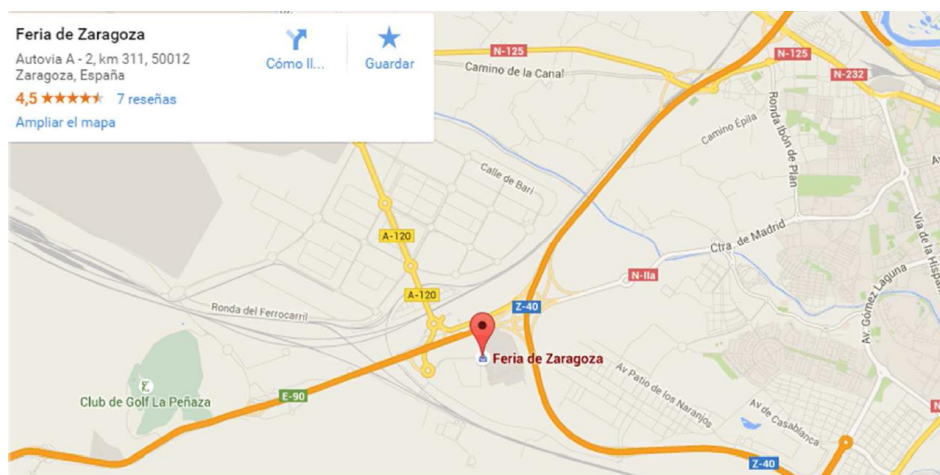 Feria de Zaragoza
Autovia A - 2, km 311, 50012
Zaragoza, España
4,5 7 reseñas
Ampliar el mapa
Cómo ll...
Guardar
N-125
Camino de la Canal
N-125
N-232
Camino Épila
Ronda Ibón de Plán
Calle de Bari
A-120
Ctra. de Madrid
Vía de la Hispa
N-IIa
A-120
Av. Gómez Laguna
Ronda del Ferrocarril
Z-40
Feria de Zaragoza
Av Patio de los Naranjos
E-90
Club de Golf La Peñaza
Av de Casablanca
N
Z-40